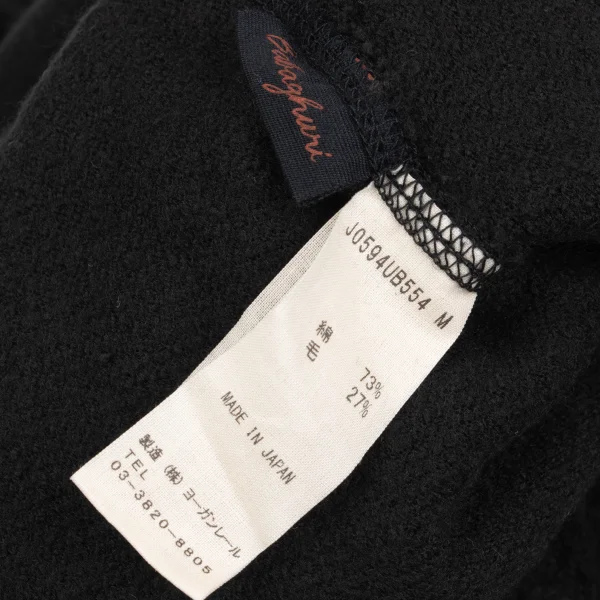 Babaghuri
J0594UB554 M
綿 73%
毛 27%
MADE IN JAPAN
製造 (株) ヨーガンレール
TEL
03-3820-8805